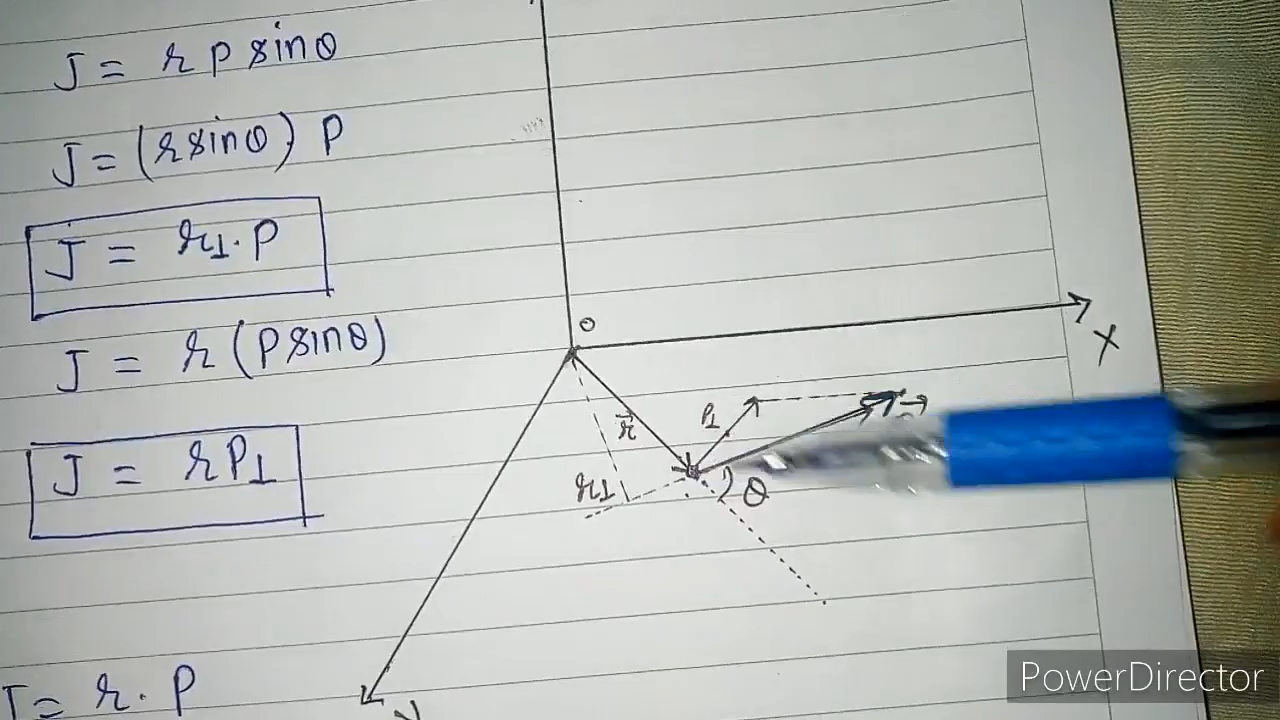 J = r p sinθ
J = (r sinθ) P
J = r⊥. P
J = r (P sinθ)
J = r P⊥
J = r . P
O
X
r⃗
P⊥
r⊥
θ
PowerDirector